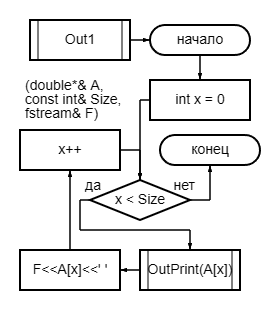 Out1
начало
(double*& A,
const int& Size,
fstream& F)
int x = 0
x++
конец
да
нет
x < Size
F<<A[x]<<' '
OutPrint(A[x])